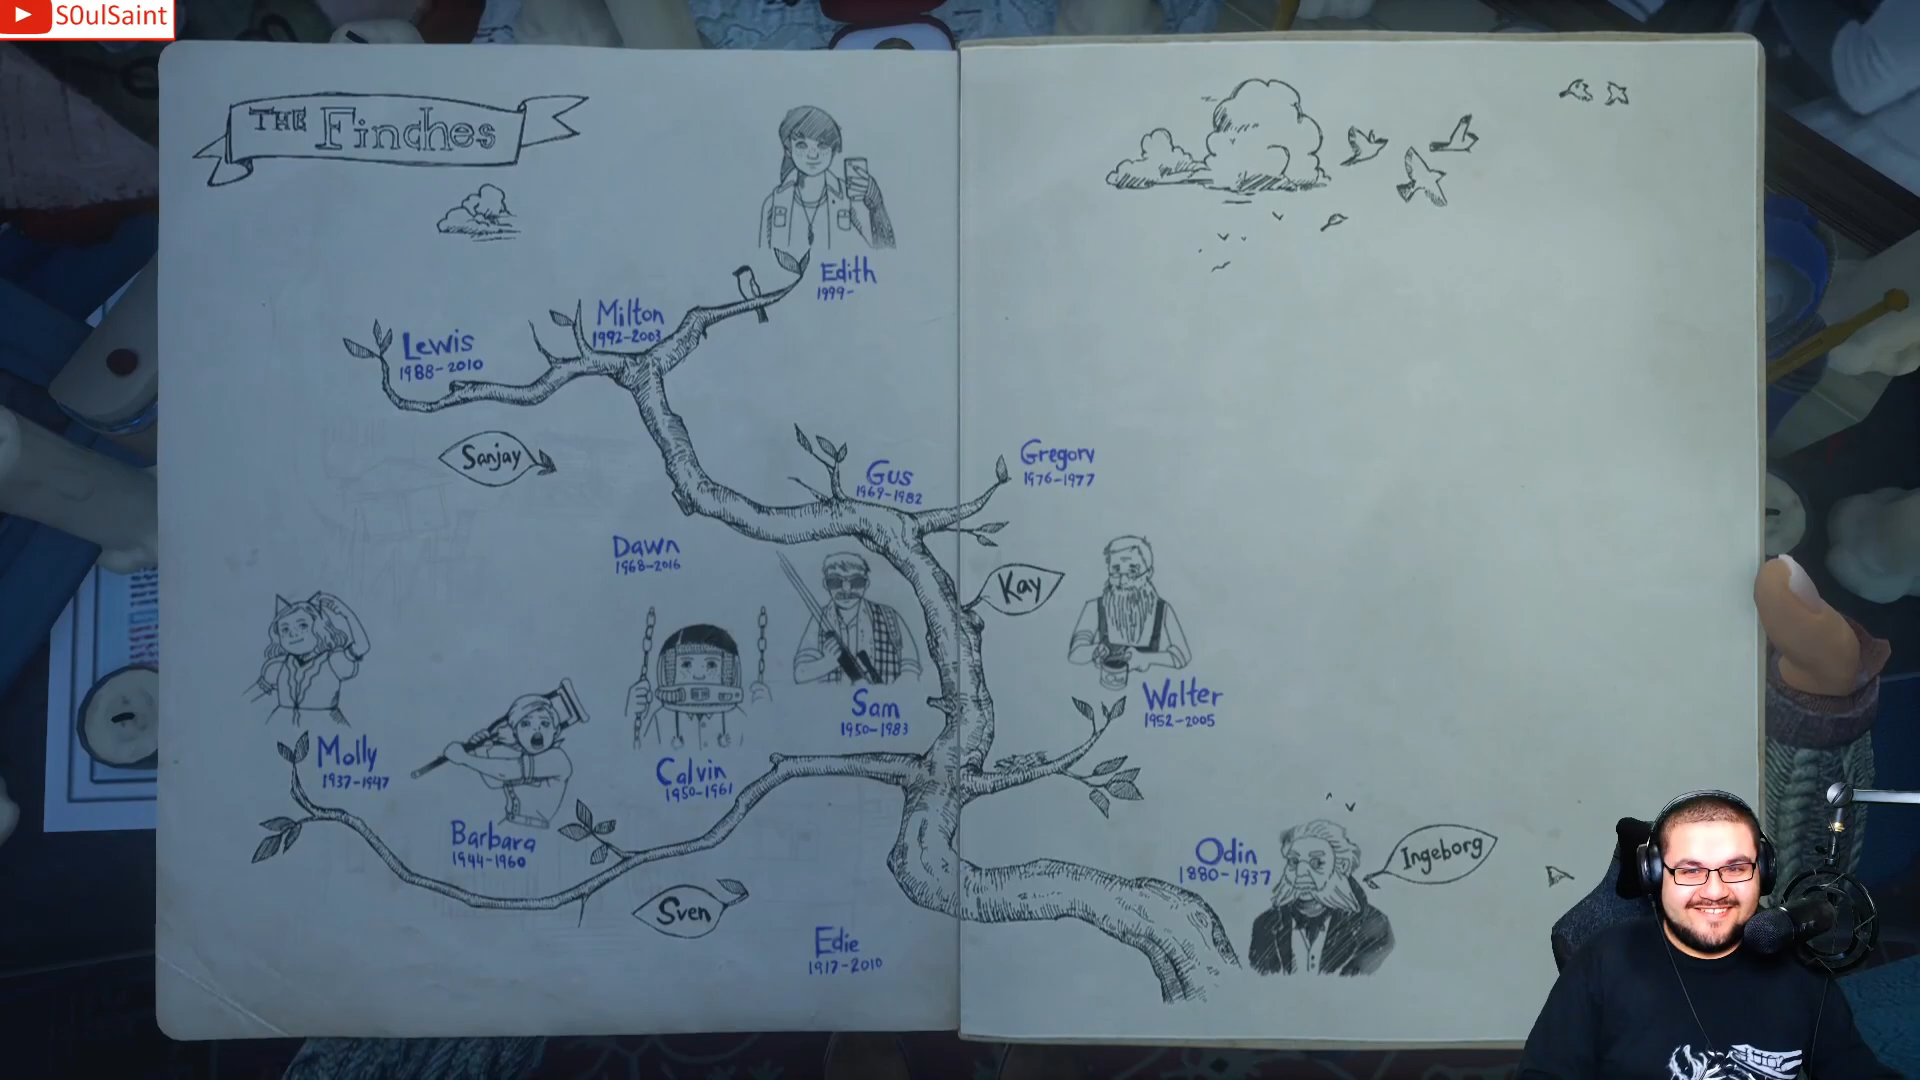 S0ulSaint
THE Finches
Edith
1999-
Milton
1992-2003
Lewis
1988-2010
Sanjay
Gus
1969-1982
Gregory
1976-1977
Dawn
1968-2016
Kay
Sam
1950-1983
Walter
1952-2005
Molly
1937-1947
Calvin
1950-1961
Barbara
1944-1960
Sven
Odin
1880-1937
Ingeborg
Edie
1917-2010